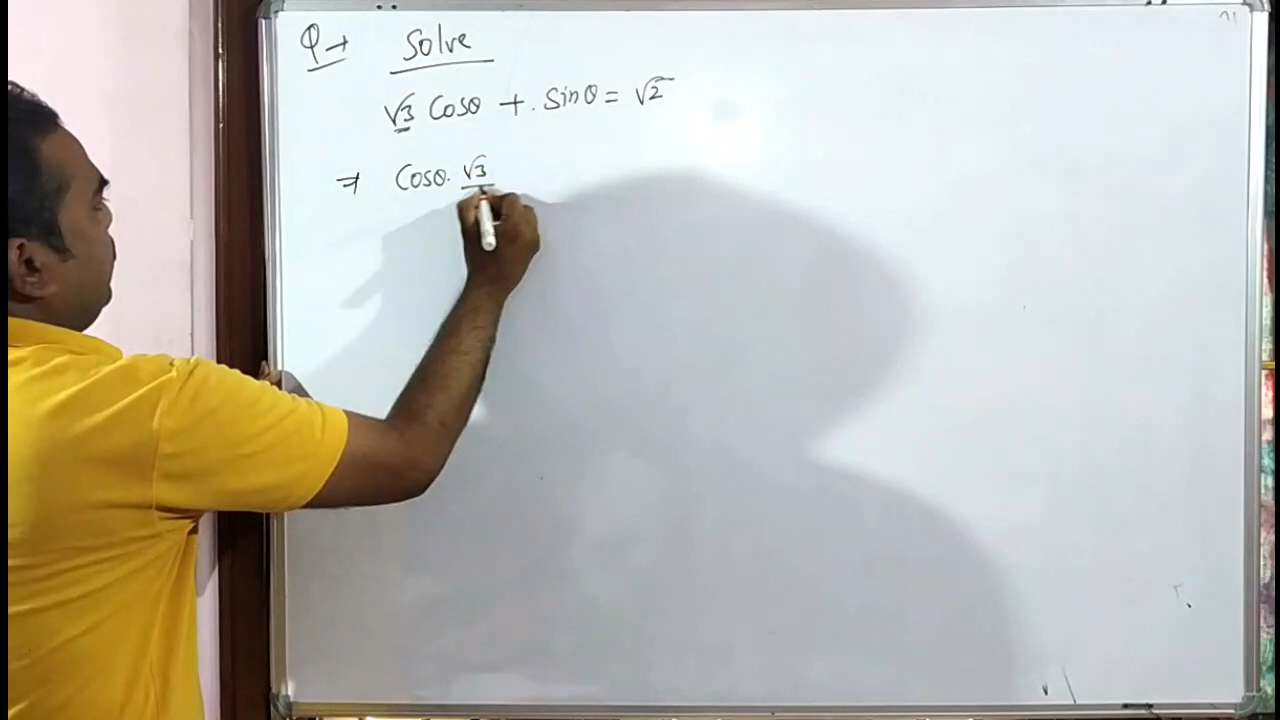 Q→ Solve
√3 Cosθ + . Sinθ = √2
⇒ Cosθ. √3